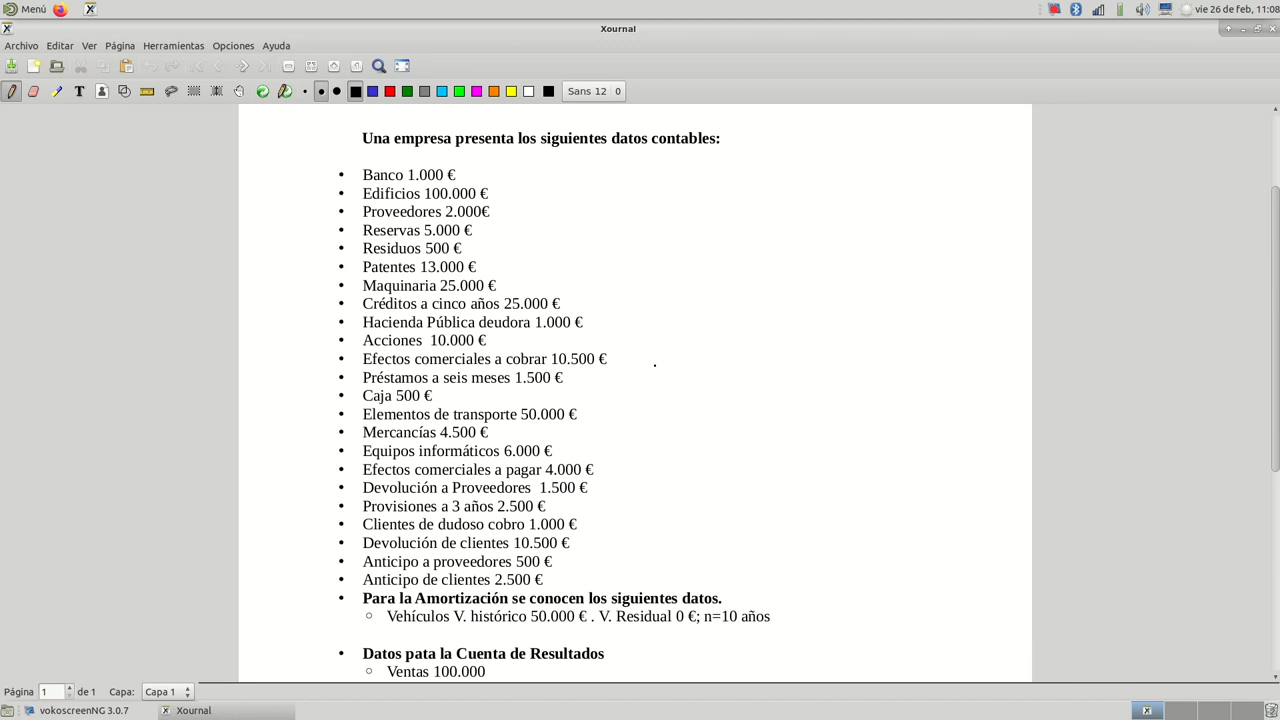 Menú
vie 26 de feb, 11:08
Xournal
Archivo Editar Ver Página Herramientas Opciones Ayuda
Sans 12 0
Una empresa presenta los siguientes datos contables:
• Banco 1.000 €
• Edificios 100.000 €
• Proveedores 2.000€
• Reservas 5.000 €
• Residuos 500 €
• Patentes 13.000 €
• Maquinaria 25.000 €
• Créditos a cinco años 25.000 €
• Hacienda Pública deudora 1.000 €
• Acciones 10.000 €
• Efectos comerciales a cobrar 10.500 €
• Préstamos a seis meses 1.500 €
• Caja 500 €
• Elementos de transporte 50.000 €
• Mercancías 4.500 €
• Equipos informáticos 6.000 €
• Efectos comerciales a pagar 4.000 €
• Devolución a Proveedores 1.500 €
• Provisiones a 3 años 2.500 €
• Clientes de dudoso cobro 1.000 €
• Devolución de clientes 10.500 €
• Anticipo a proveedores 500 €
• Anticipo de clientes 2.500 €
• Para la Amortización se conocen los siguientes datos.
○ Vehículos V. histórico 50.000 € . V. Residual 0 €; n=10 años
• Datos pata la Cuenta de Resultados
○ Ventas 100.000
Página 1 de 1 Capa: Capa 1
vokoscreenNG 3.0.7 Xournal